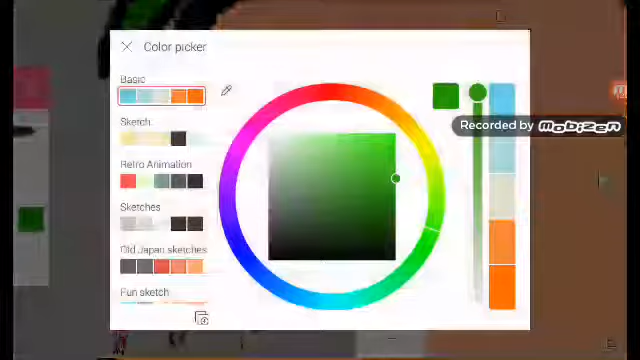 Color picker
Basic
Sketch
Retro Animation
Sketches
Old Japan sketches
Fun sketch
Recorded by mobizen